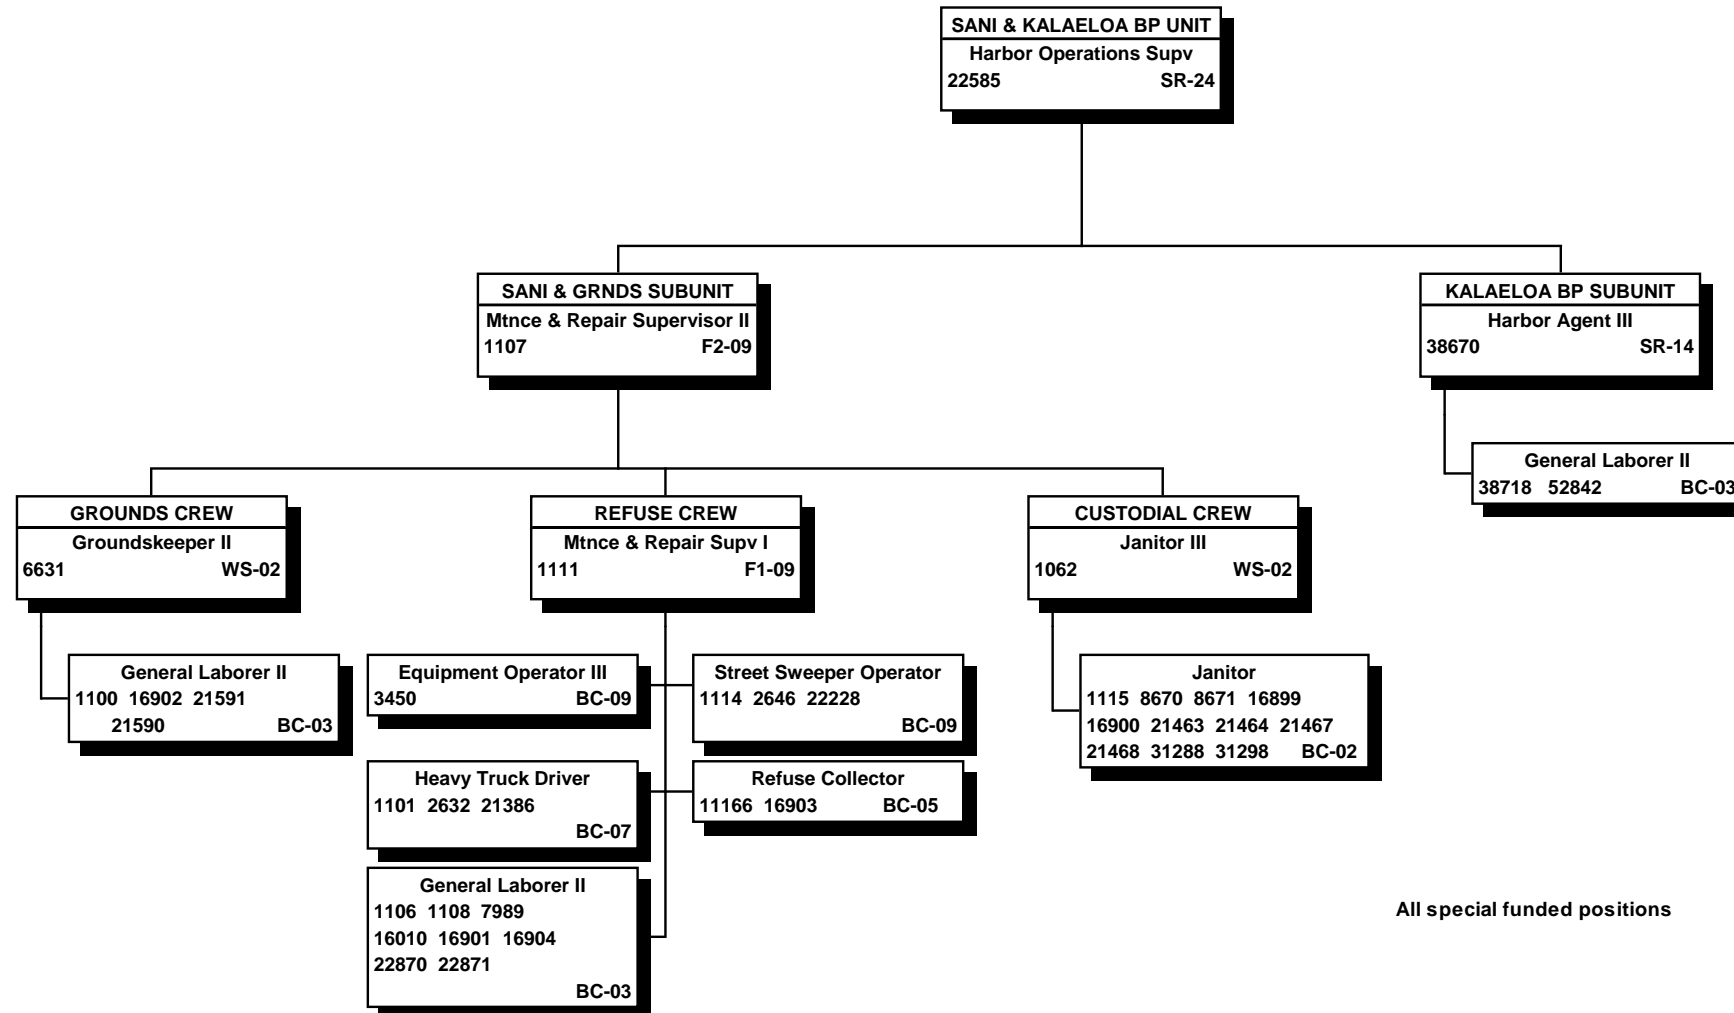 SANI & KALAELOA BP UNIT
Harbor Operations Supv
22585 SR-24
SANI & GRNDS SUBUNIT
Mtnce & Repair Supervisor II
1107 F2-09
KALAELOA BP SUBUNIT
Harbor Agent III
38670 SR-14
General Laborer II
38718 52842 BC-03
GROUNDS CREW
Groundskeeper II
6631 WS-02
General Laborer II
1100 16902 21591
21590 BC-03
REFUSE CREW
Mtnce & Repair Supv I
1111 F1-09
Equipment Operator III
3450 BC-09
Street Sweeper Operator
1114 2646 22228
BC-09
Heavy Truck Driver
1101 2632 21386
BC-07
Refuse Collector
11166 16903 BC-05
General Laborer II
1106 1108 7989
16010 16901 16904
22870 22871
BC-03
CUSTODIAL CREW
Janitor III
1062 WS-02
Janitor
1115 8670 8671 16899
16900 21463 21464 21467
21468 31288 31298 BC-02
All special funded positions